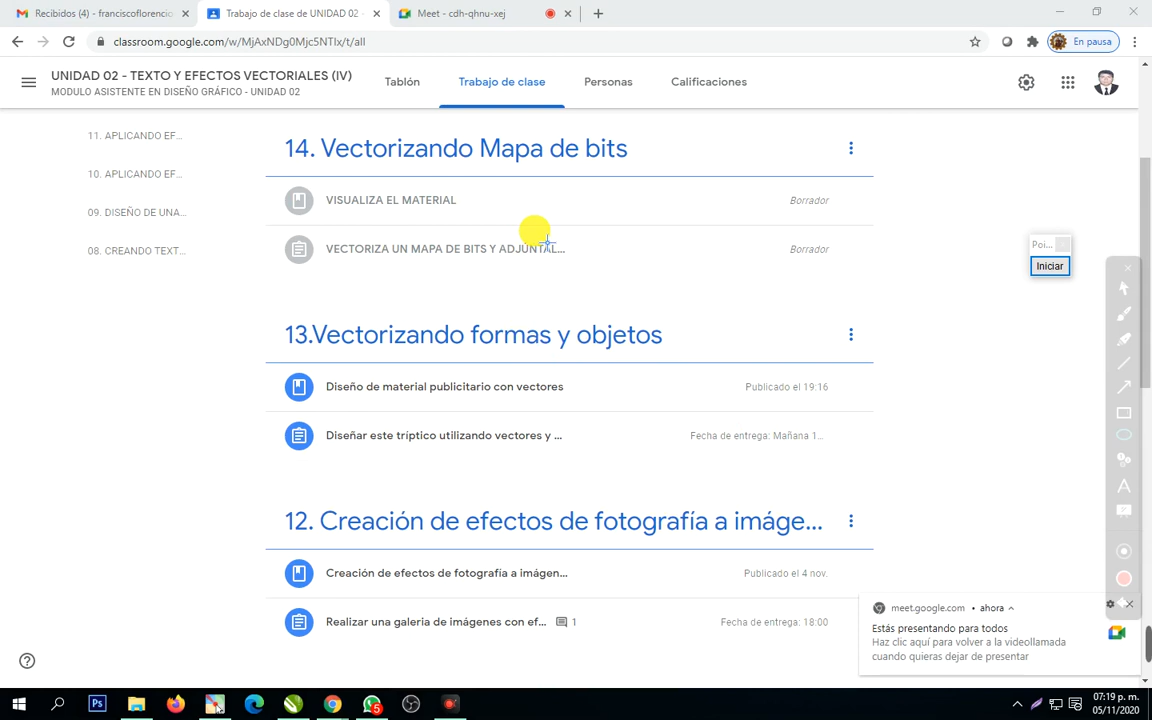 Recibidos (4) - franciscoflorencio
Trabajo de clase de UNIDAD 02 -
Meet - cdh-qhnu-xej
classroom.google.com/w/MjAxNDg0Mjc5NTIx/t/all
En pausa
UNIDAD 02 - TEXTO Y EFECTOS VECTORIALES (IV)
MODULO ASISTENTE EN DISEÑO GRÁFICO - UNIDAD 02
Tablón
Trabajo de clase
Personas
Calificaciones
11. APLICANDO EF...
10. APLICANDO EF...
09. DISEÑO DE UNA...
08. CREANDO TEXT...
14. Vectorizando Mapa de bits
VISUALIZA EL MATERIAL
Borrador
VECTORIZA UN MAPA DE BITS Y ADJUNTAL...
Borrador
Poi...
Iniciar
13.Vectorizando formas y objetos
Diseño de material publicitario con vectores
Publicado el 19:16
Diseñar este tríptico utilizando vectores y ...
Fecha de entrega: Mañana 1...
12. Creación de efectos de fotografía a imáge...
Creación de efectos de fotografía a imágen...
Publicado el 4 nov.
Realizar una galeria de imágenes con ef...
1
Fecha de entrega: 18:00
meet.google.com • ahora
Estás presentando para todos
Haz clic aquí para volver a la videollamada
cuando quieras dejar de presentar
A
Ps
5
07:19 p. m.
05/11/2020